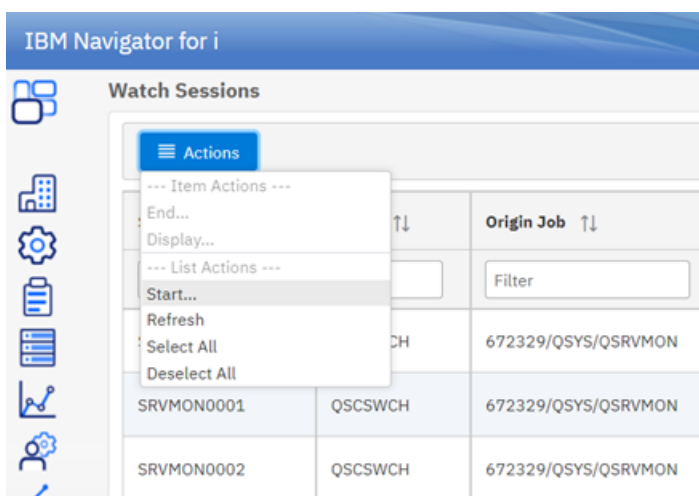 IBM Navigator for i
Watch Sessions
Actions
--- Item Actions ---
End...
Display...
--- List Actions ---
Start...
Refresh
Select All
Deselect All
Origin Job
Filter
CH
672329/QSYS/QSRVMON
SRVMON0001
QSCSWCH
672329/QSYS/QSRVMON
SRVMON0002
QSCSWCH
672329/QSYS/QSRVMON